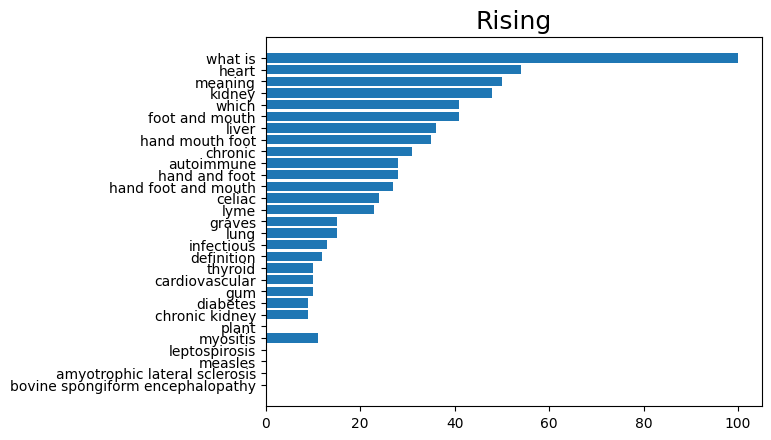 Rising
what is
heart
meaning
kidney
which
foot and mouth
liver
hand mouth foot
chronic
autoimmune
hand and foot
hand foot and mouth
celiac
lyme
graves
lung
infectious
definition
thyroid
cardiovascular
gum
diabetes
chronic kidney
plant
myositis
leptospirosis
measles
amyotrophic lateral sclerosis
bovine spongiform encephalopathy
0 20 40 60 80 100